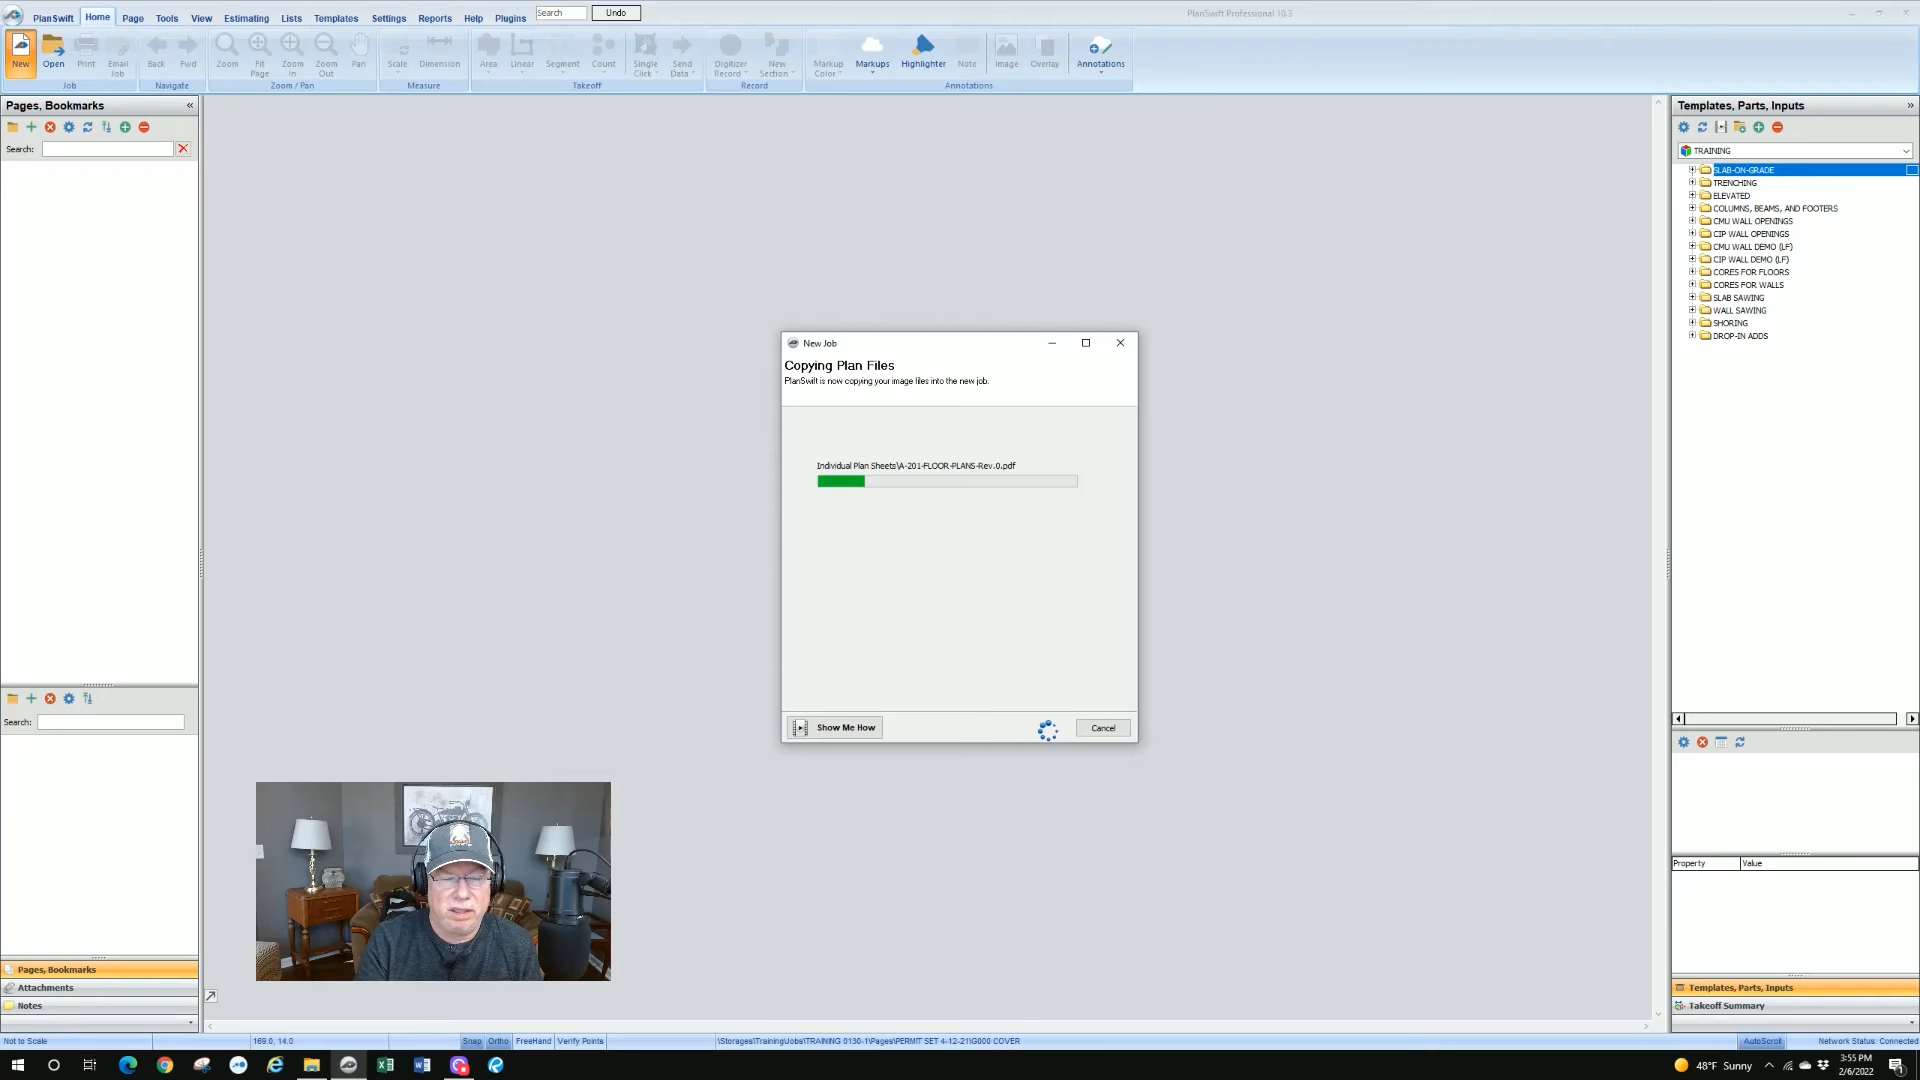 PlanSwift Home Page Tools View Estimating Lists Templates Settings Reports Help Plugins Search Undo
PlanSwift Professional 10.3
New Open Print Email Job Back Fwd Zoom Fit Page Zoom In Zoom Out Pan Scale Dimension Area Linear Segment Count Single Click Send Data Digitizer Record New Section Markup Color Markups Highlighter Note Image Overlay Annotations
Job Navigate Zoom / Pan Measure Takeoff Record Annotations
Pages, Bookmarks «
Search:
Search:
Pages, Bookmarks
Attachments
Notes
New Job
Copying Plan Files
PlanSwift is now copying your image files into the new job.
Individual Plan Sheets\A-201-FLOOR-PLANS-Rev.0.pdf
Show Me How
Cancel
Templates, Parts, Inputs »
TRAINING
SLAB-ON-GRADE
TRENCHING
ELEVATED
COLUMNS, BEAMS, AND FOOTERS
CMU WALL OPENINGS
CIP WALL OPENINGS
CMU WALL DEMO (LF)
CIP WALL DEMO (LF)
CORES FOR FLOORS
CORES FOR WALLS
SLAB SAWING
WALL SAWING
SHORING
DROP-IN ADDS
Property Value
Templates, Parts, Inputs
Takeoff Summary
Not to Scale 169.0, 14.0 Snap Ortho FreeHand Verify Points \Storages\Training\Jobs\TRAINING 0130-1\Pages\PERMIT SET 4-12-21\G000 COVER AutoScroll Network Status: Connected
48°F Sunny
3:55 PM
2/6/2022